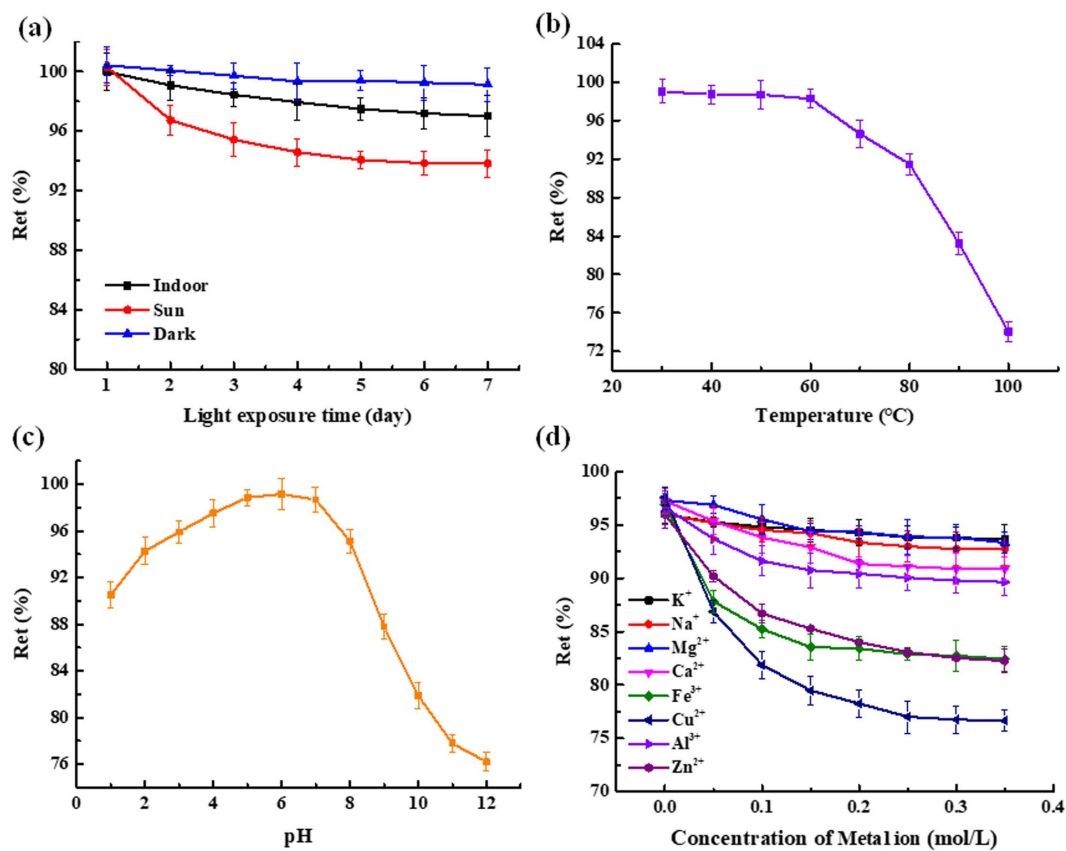 (a)
100
96
92
88
84
80
Ret (%)
Indoor
Sun
Dark
1 2 3 4 5 6 7
Light exposure time (day)
(b)
104
100
96
92
88
84
80
76
72
Ret (%)
20 40 60 80 100
Temperature (°C)
(c)
100
96
92
88
84
80
76
Ret (%)
0 2 4 6 8 10 12
pH
(d)
100
95
90
85
80
75
70
Ret (%)
K+
Na+
Mg2+
Ca2+
Fe3+
Cu2+
Al3+
Zn2+
0.0 0.1 0.2 0.3 0.4
Concentration of Metal ion (mol/L)